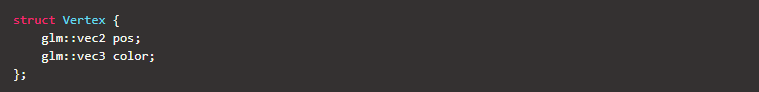 struct Vertex {
    glm::vec2 pos;
    glm::vec3 color;
};